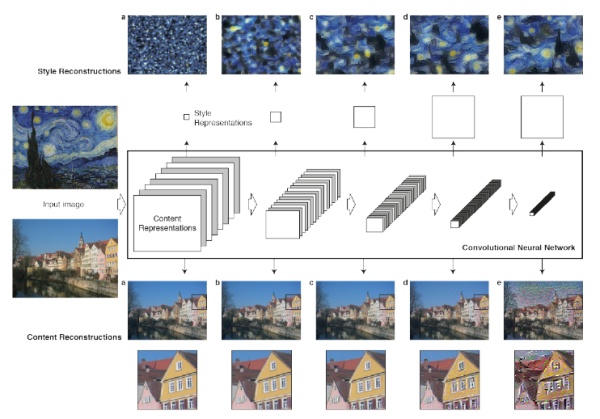 a b c d e
Style Reconstructions
Style
Representations
Input image
Content
Representations
Convolutional Neural Network
a b c d e
Content Reconstructions